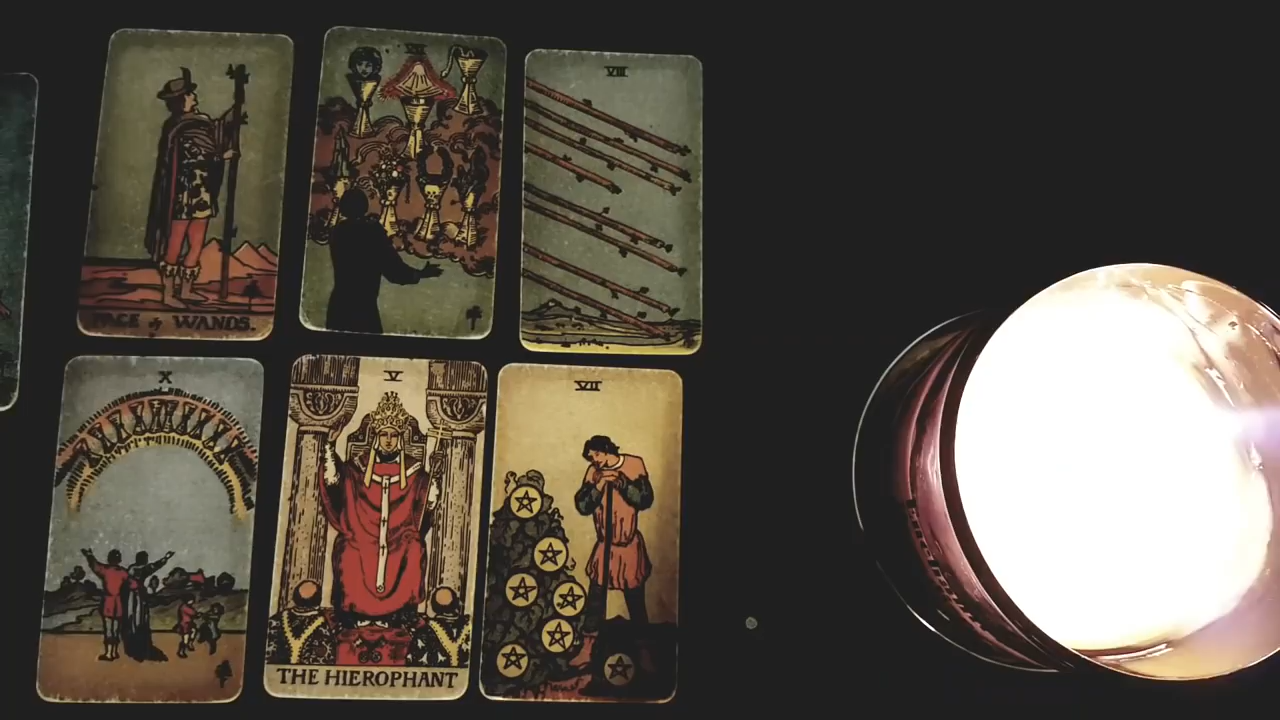 PAGE of WANDS.
VII
VIII
X
V
THE HIEROPHANT
VII